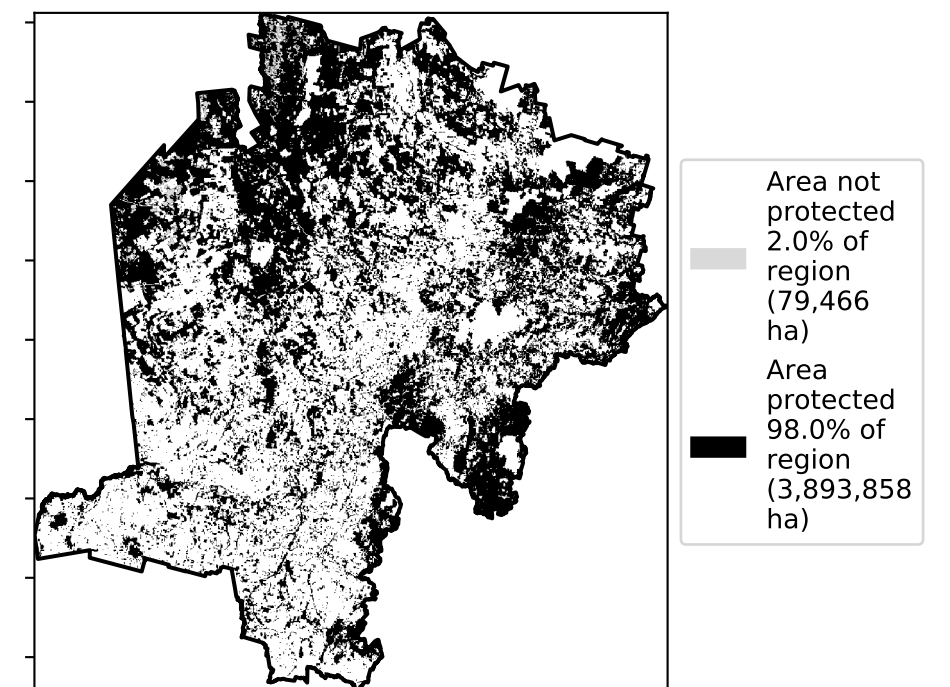 Area not
protected
2.0% of
region
(79,466
ha)
Area
protected
98.0% of
region
(3,893,858
ha)